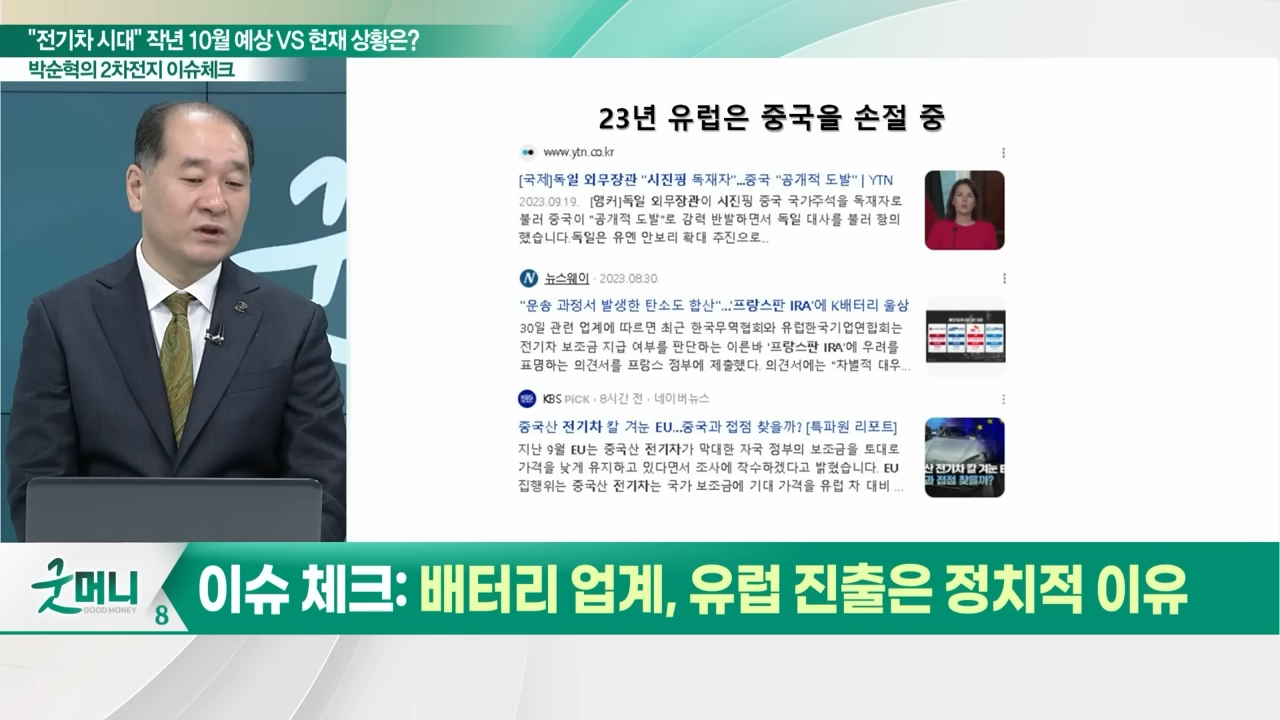 "전기차 시대" 작년 10월 예상 VS 현재 상황은?
박순혁의 2차전지 이슈체크
23년 유럽은 중국을 손절 중
www.ytn.co.kr
[국제]독일 외무장관 "시진핑 독재자"...중국 "공개적 도발" | YTN
2023.09.19. [앵커]독일 외무장관이 시진핑 중국 국가주석을 독재자로
불러 중국이 "공개적 도발"로 강력 반발하면서 독일 대사를 불러 항의
했습니다.독일은 유엔 안보리 확대 추진으로...
뉴스웨이 · 2023.08.30.
"운송 과정서 발생한 탄소도 합산"...'프랑스판 IRA'에 K배터리 울상
30일 관련 업계에 따르면 최근 한국무역협회와 유럽한국기업연합회는
전기차 보조금 지급 여부를 판단하는 이른바 '프랑스판 IRA'에 우려를
표명하는 의견서를 프랑스 정부에 제출했다. 의견서에는 "차별적 대우...
KBS PiCK · 8시간 전 · 네이버뉴스
중국산 전기차 칼 겨눈 EU...중국과 접점 찾을까? [특파원 리포트]
지난 9월 EU는 중국산 전기차가 막대한 자국 정부의 보조금을 토대로
가격을 낮게 유지하고 있다면서 조사에 착수하겠다고 밝혔습니다. EU
집행위는 중국산 전기차는 국가 보조금에 기대 가격을 유럽 차 대비 ...
산 전기차 칼 겨눈 E
과 접점 찾을까?
굿머니
GOOD MONEY
8
이슈 체크: 배터리 업계, 유럽 진출은 정치적 이유